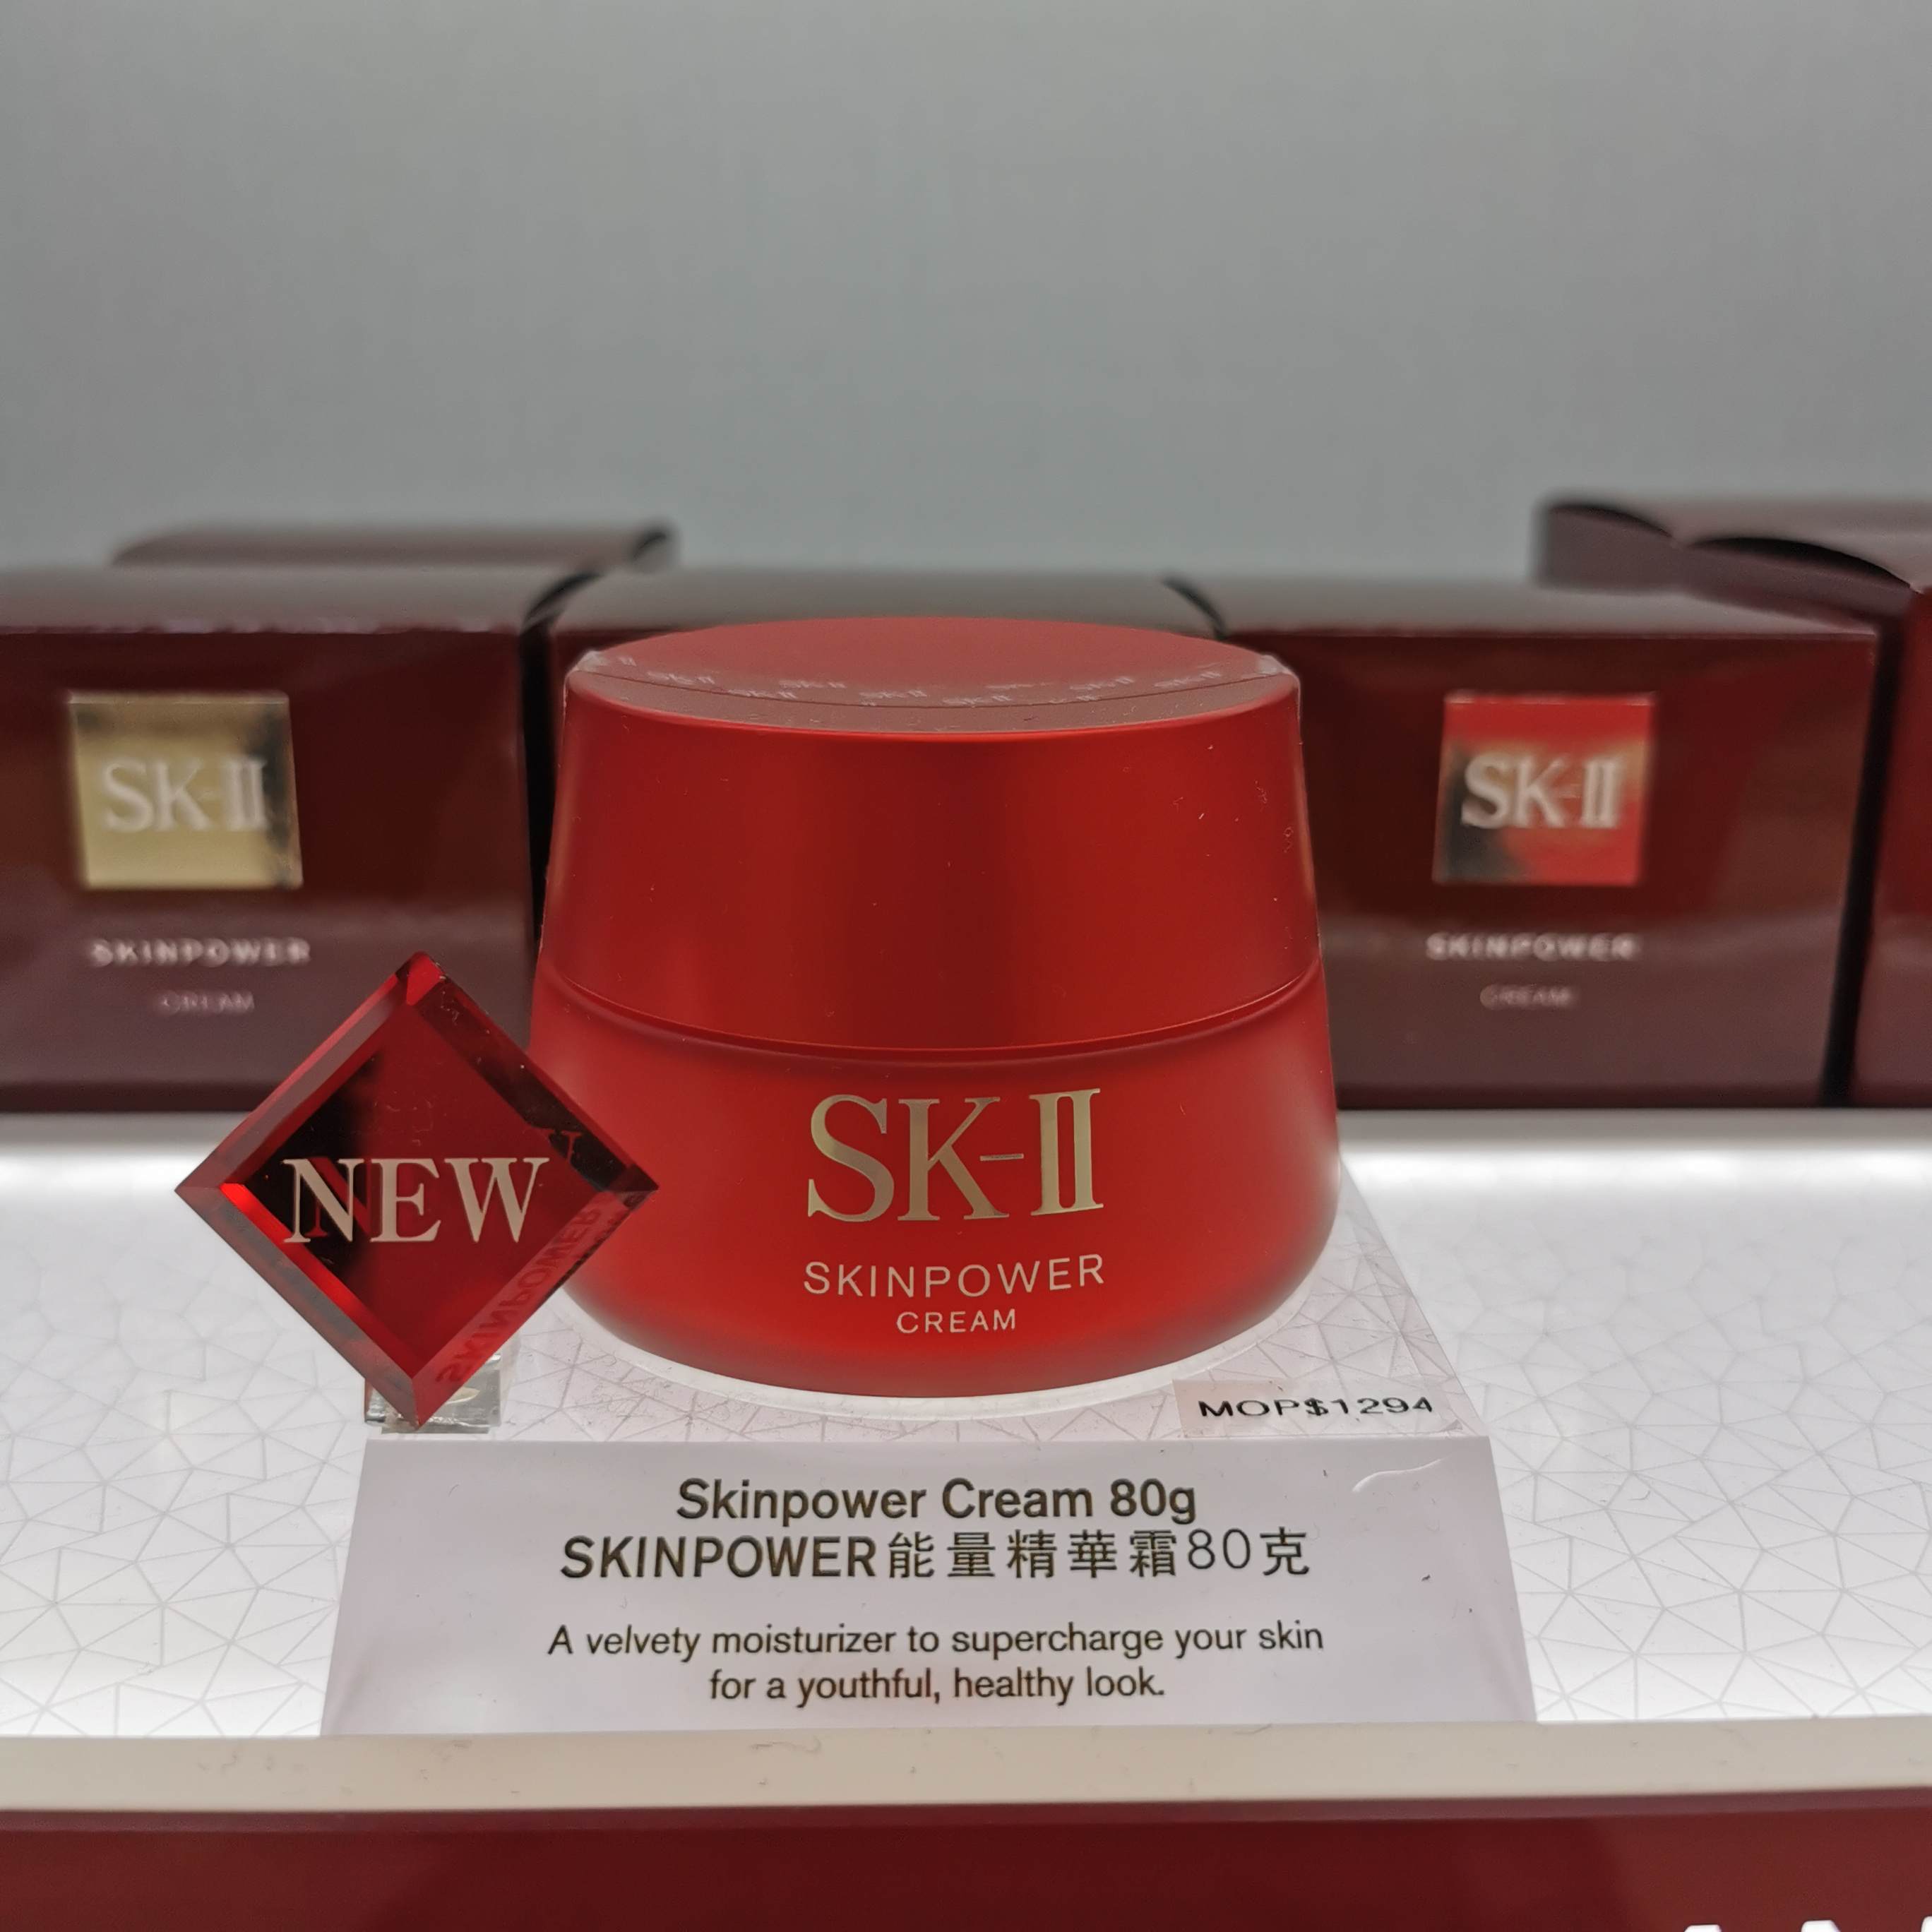 SK-II
SKINPOWER
CREAM
SK-II
SKINPOWER
CREAM
NEW
SKINPOWER
SK-II
SKINPOWER
CREAM
MOP$1294
Skinpower Cream 80g
SKINPOWER能量精華霜80克
A velvety moisturizer to supercharge your skin
for a youthful, healthy look.